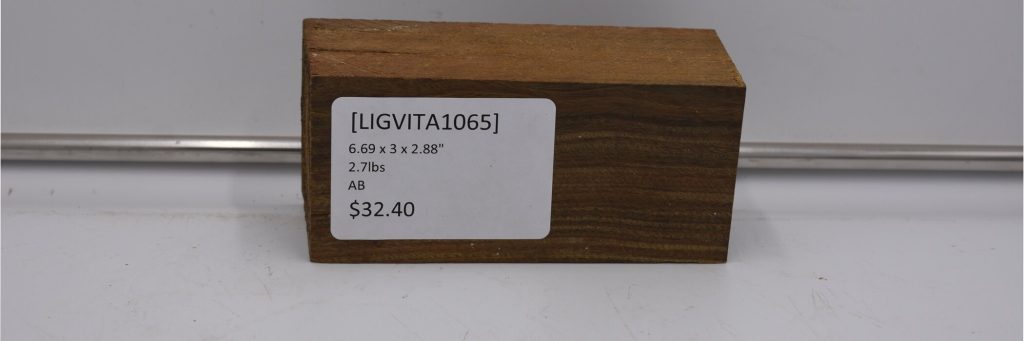 [LIGVITA1065]
6.69 x 3 x 2.88"
2.7lbs
AB
$32.40